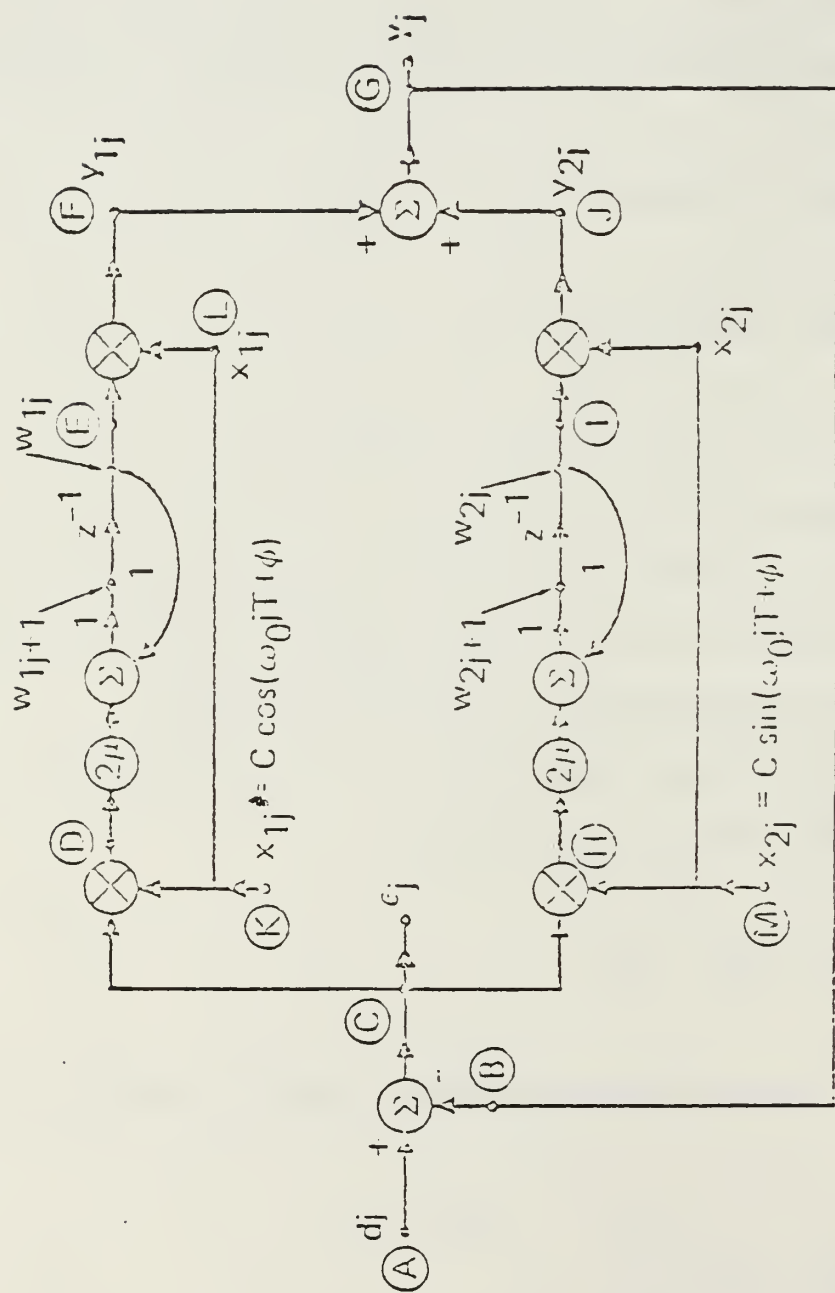 w₁ⱼ₊₁
w₁ⱼ
D
2μ
Σ
1
z⁻¹
E
F
y₁ⱼ
1
K
x₁ⱼ = C cos(ω₀jT+φ)
x₁ⱼ
L
A
dⱼ
+
Σ
-
B
C
ϵⱼ
+
Σ
+
G
yⱼ
w₂ⱼ₊₁
w₂ⱼ
H
2μ
Σ
1
z⁻¹
I
J
y₂ⱼ
1
M
x₂ⱼ = C sin(ω₀jT+φ)
x₂ⱼ